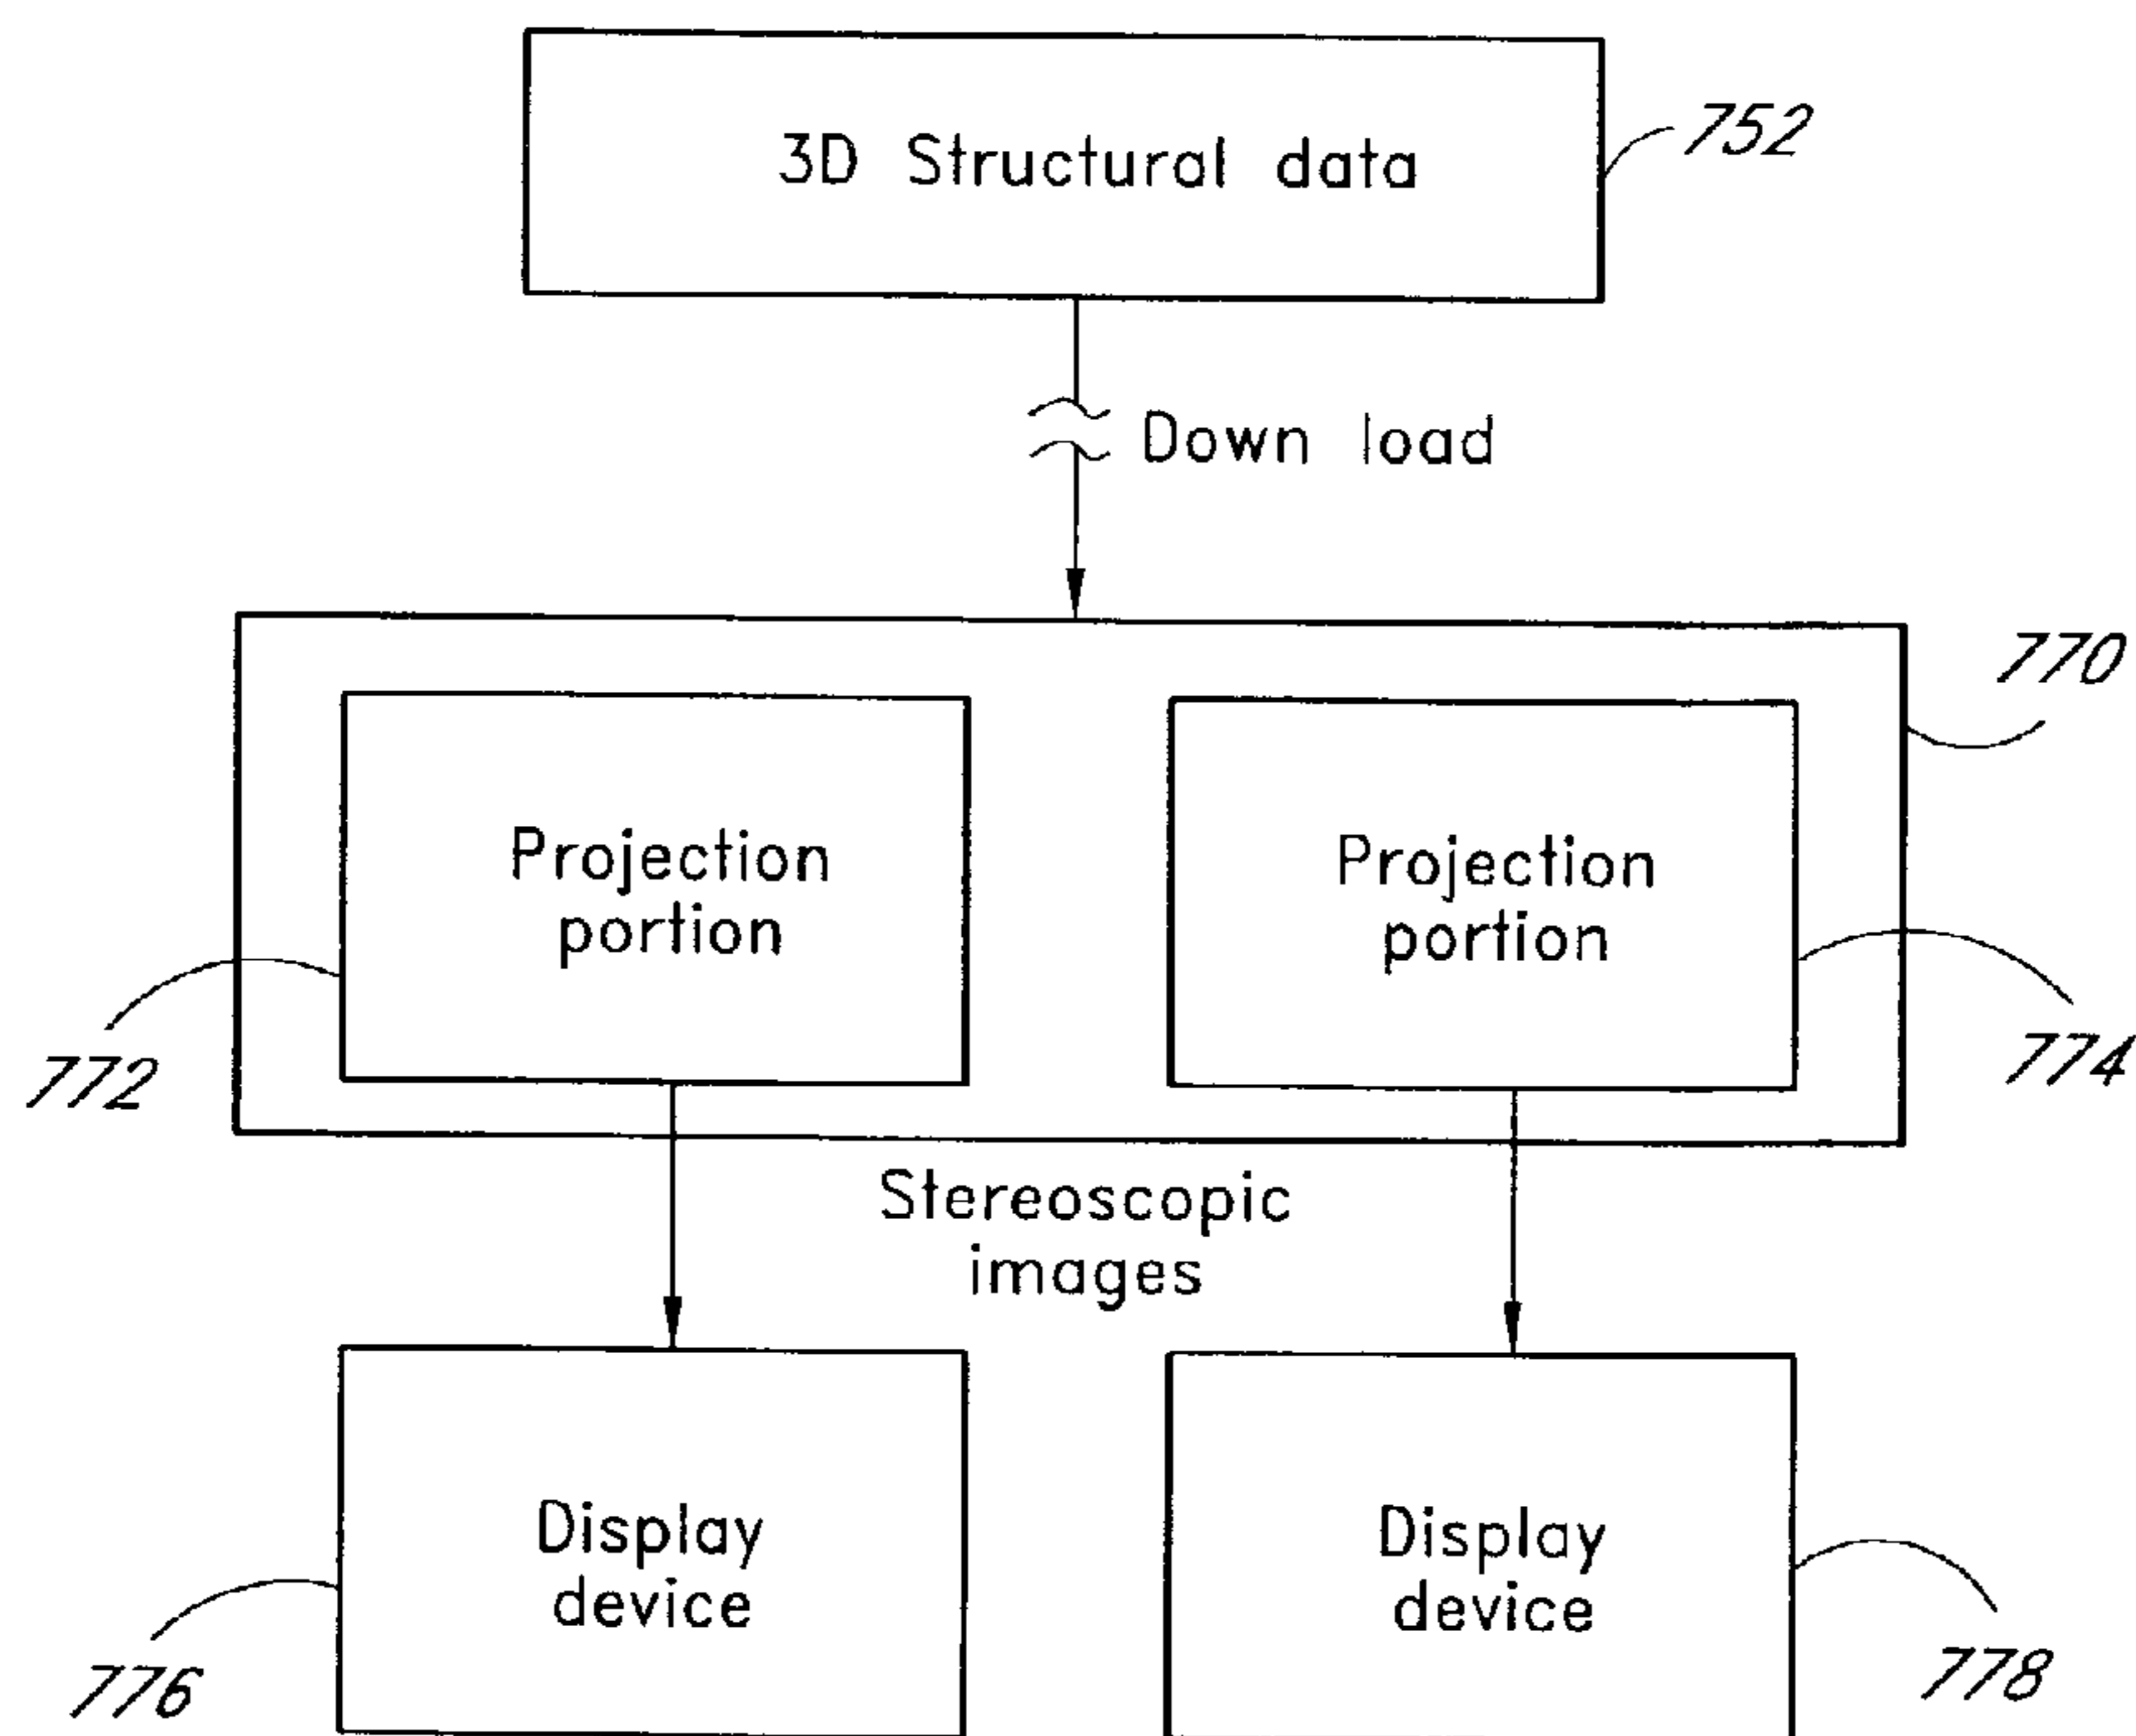 3D Structural data
752
Down load
770
Projection
portion
Projection
portion
772
774
Stereoscopic
images
Display
device
Display
device
776
778